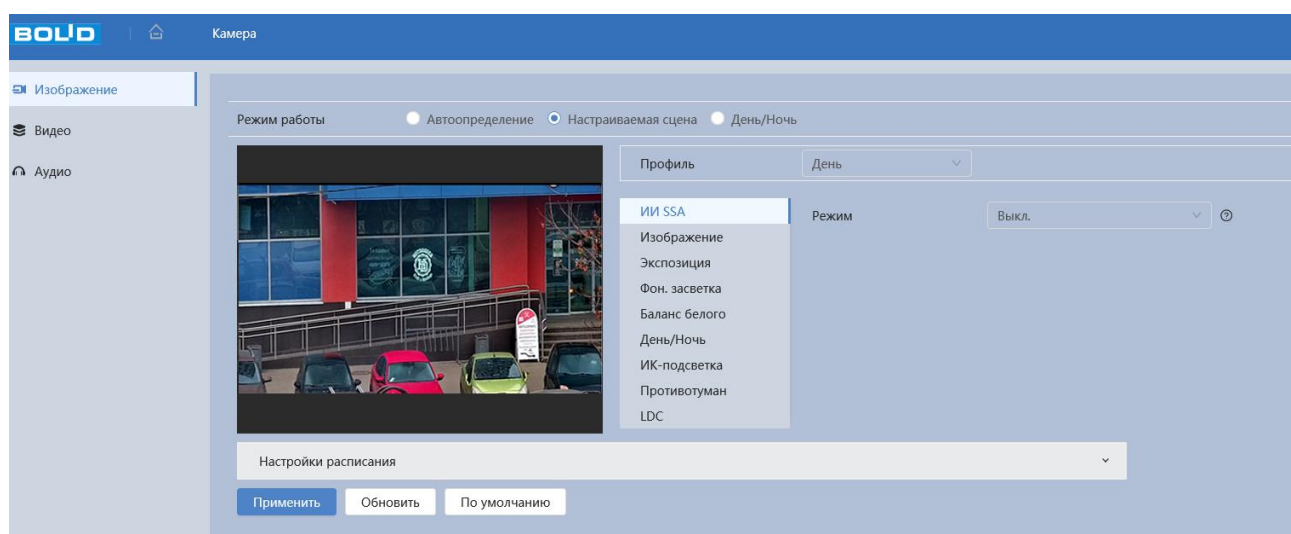 BOLID
Камера
Изображение
Видео
Аудио
Режим работы Автоопределение Настраиваемая сцена День/Ночь
Профиль День
ИИ SSA
Режим Выкл.
Изображение
Экспозиция
Фон. засветка
Баланс белого
День/Ночь
ИК-подсветка
Противотуман
LDC
Настройки расписания
Применить Обновить По умолчанию